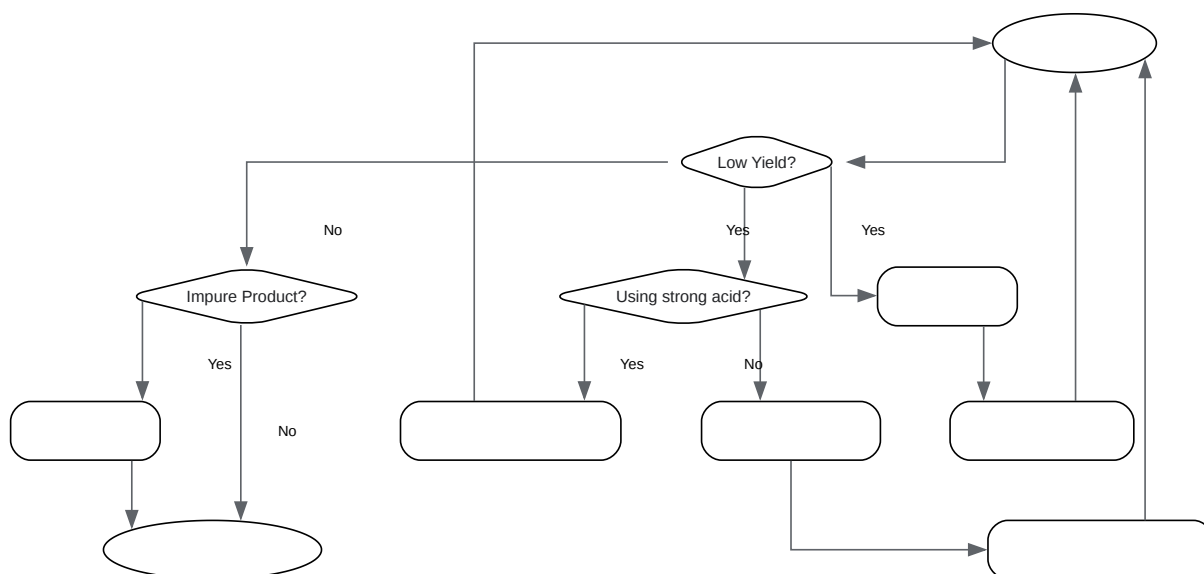 Low Yield?
No
Yes
Yes
Impure Product?
Using strong acid?
Yes
Yes
No
No